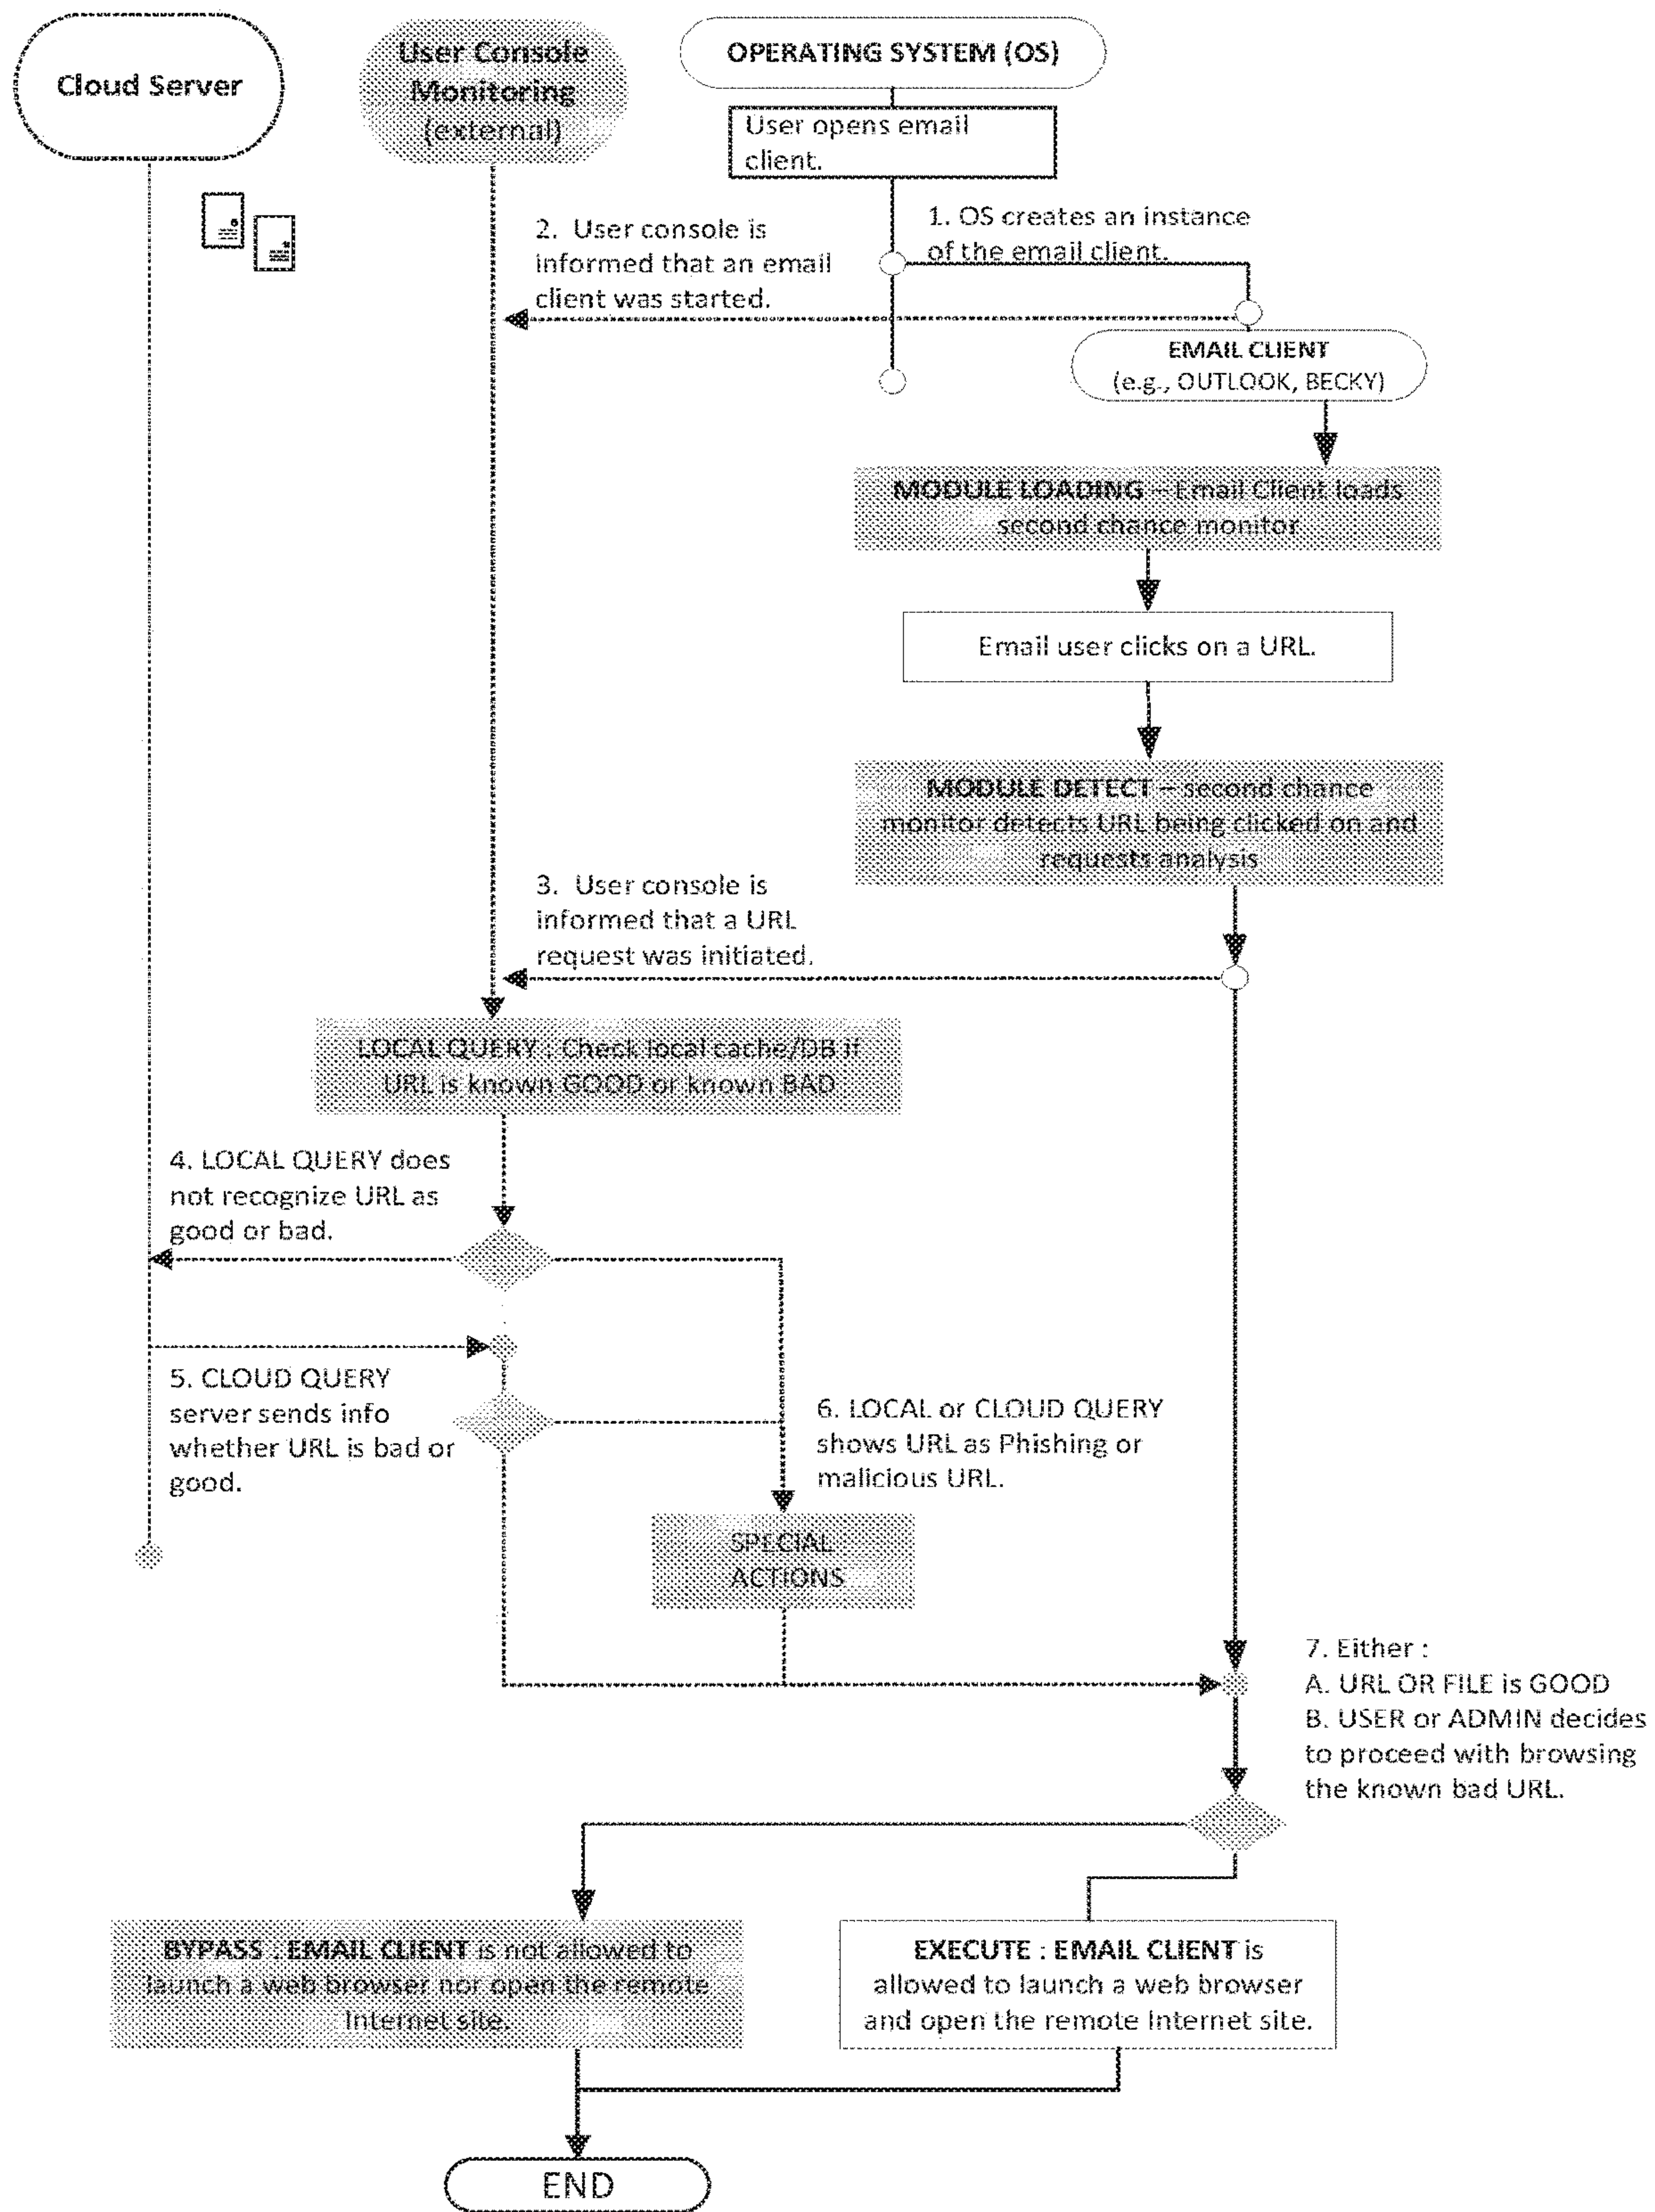 Cloud Server
User Console
Monitoring
(external)
OPERATING SYSTEM (OS)
User opens email
client.
1. OS creates an instance
of the email client.
2. User console is
informed that an email
client was started.
EMAIL CLIENT
(e.g., OUTLOOK, BECKY)
MODULE LOADING – Email Client loads
second chance monitor
Email user clicks on a URL.
MODULE DETECT – second chance
monitor detects URL being clicked on and
requests analysis
3. User console is
informed that a URL
request was initiated.
LOCAL QUERY : Check local cache/DB if
URL is known GOOD or known BAD
4. LOCAL QUERY does
not recognize URL as
good or bad.
5. CLOUD QUERY
server sends info
whether URL is bad or
good.
6. LOCAL or CLOUD QUERY
shows URL as Phishing or
malicious URL.
SPECIAL
ACTIONS
7. Either :
A. URL OR FILE is GOOD
B. USER or ADMIN decides
to proceed with browsing
the known bad URL.
BYPASS : EMAIL CLIENT is not allowed to
launch a web browser nor open the remote
Internet site.
EXECUTE : EMAIL CLIENT is
allowed to launch a web browser
and open the remote Internet site.
END